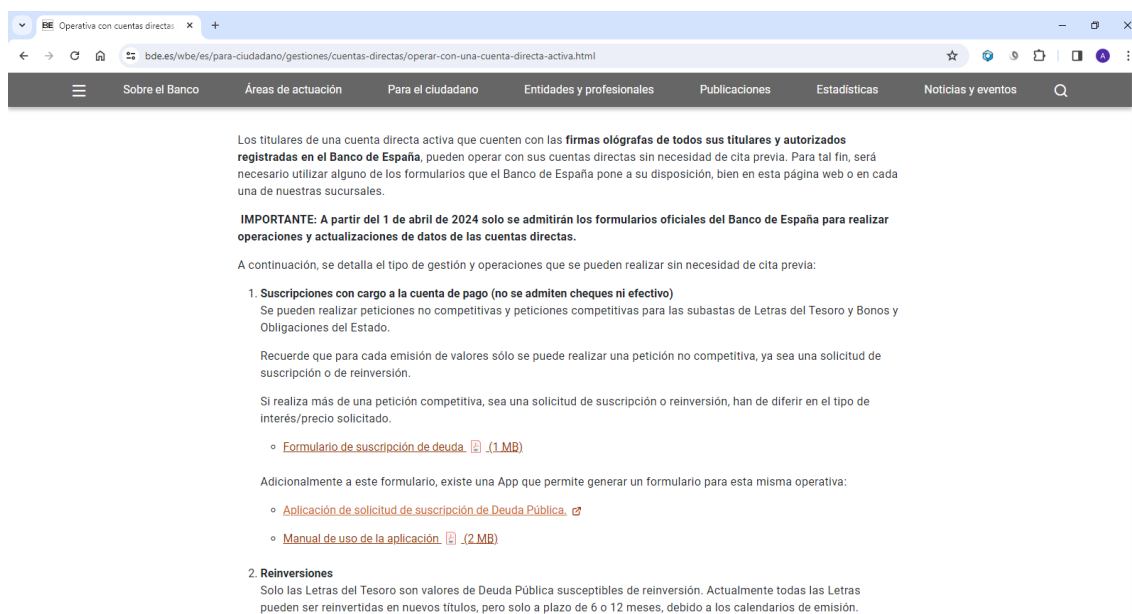 BE Operativa con cuentas directas
bde.es/wbe/es/para-ciudadano/gestiones/cuentas-directas/operar-con-una-cuenta-directa-activa.html
A
Sobre el Banco Áreas de actuación Para el ciudadano Entidades y profesionales Publicaciones Estadísticas Noticias y eventos
Los titulares de una cuenta directa activa que cuenten con las firmas ológrafas de todos sus titulares y autorizados
registradas en el Banco de España, pueden operar con sus cuentas directas sin necesidad de cita previa. Para tal fin, será
necesario utilizar alguno de los formularios que el Banco de España pone a su disposición, bien en esta página web o en cada
una de nuestras sucursales.
IMPORTANTE: A partir del 1 de abril de 2024 solo se admitirán los formularios oficiales del Banco de España para realizar
operaciones y actualizaciones de datos de las cuentas directas.
A continuación, se detalla el tipo de gestión y operaciones que se pueden realizar sin necesidad de cita previa:
1. Suscripciones con cargo a la cuenta de pago (no se admiten cheques ni efectivo)
Se pueden realizar peticiones no competitivas y peticiones competitivas para las subastas de Letras del Tesoro y Bonos y
Obligaciones del Estado.
Recuerde que para cada emisión de valores sólo se puede realizar una petición no competitiva, ya sea una solicitud de
suscripción o de reinversión.
Si realiza más de una petición competitiva, sea una solicitud de suscripción o reinversión, han de diferir en el tipo de
interés/precio solicitado.
Formulario de suscripción de deuda (1 MB)
Adicionalmente a este formulario, existe una App que permite generar un formulario para esta misma operativa:
Aplicación de solicitud de suscripción de Deuda Pública.
Manual de uso de la aplicación (2 MB)
2. Reinversiones
Solo las Letras del Tesoro son valores de Deuda Pública susceptibles de reinversión. Actualmente todas las Letras
pueden ser reinvertidas en nuevos títulos, pero solo a plazo de 6 o 12 meses, debido a los calendarios de emisión.